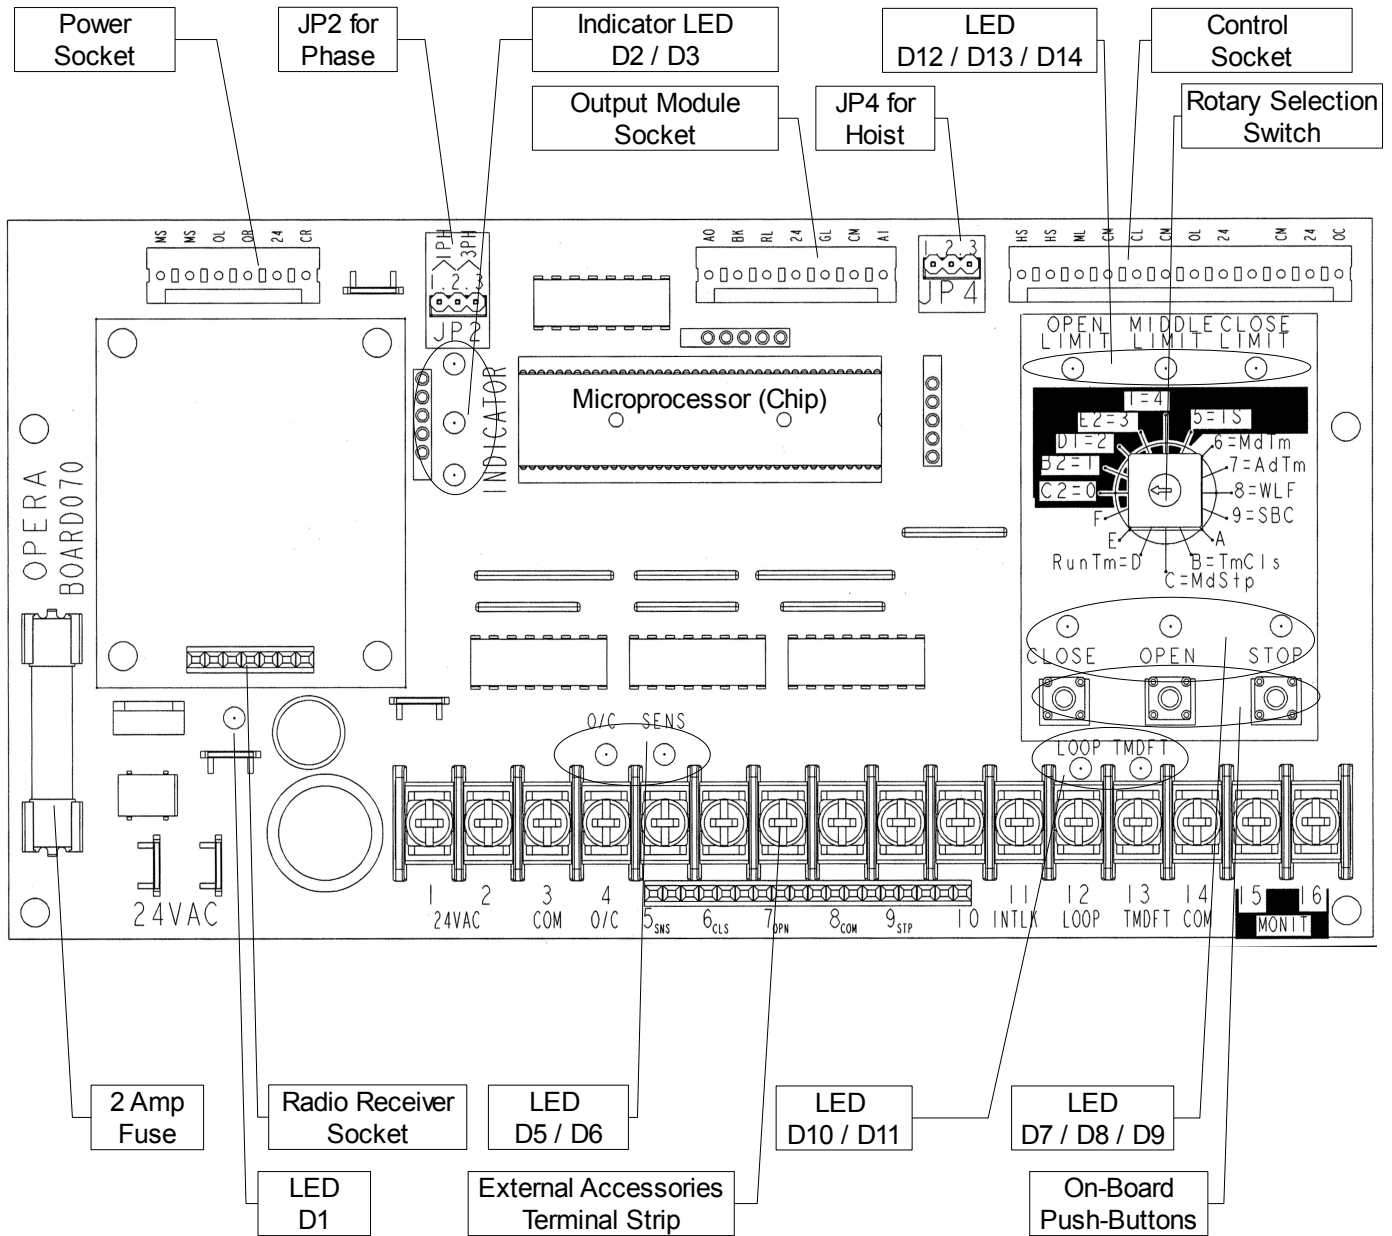 Power
Socket
JP2 for
Phase
Indicator LED
D2 / D3
LED
D12 / D13 / D14
Control
Socket
Output Module
Socket
JP4 for
Hoist
Rotary Selection
Switch
MS MS OL OR 24 CR
1PH
3PH
1.2.3
JP2
AO BK RL 24 GL CM AI
1.2.3
JP4
HS HS ML CM CL CM OL 24 CM 24 OC
OPEN MIDDLE CLOSE
LIMIT LIMIT LIMIT
INDICATOR
Microprocessor (Chip)
1=4
E2=3
5=TS
D1=2
6=MdTm
B2=1
7=AdTm
C2=0
8=WLF
F
9=SBC
E
A
RunTm=D
B=TmCls
C=MdStp
OPERA
BOARD070
CLOSE OPEN STOP
O/C SENS
LOOP TMDFT
24VAC
1 2 3 4 5SNS 6CLS 7OPN 8COM 9STP 10 11 12 13 14 15 16
24VAC COM O/C INTLK LOOP TMDFT COM MONIT
2 Amp
Fuse
Radio Receiver
Socket
LED
D5 / D6
LED
D10 / D11
LED
D7 / D8 / D9
LED
D1
External Accessories
Terminal Strip
On-Board
Push-Buttons